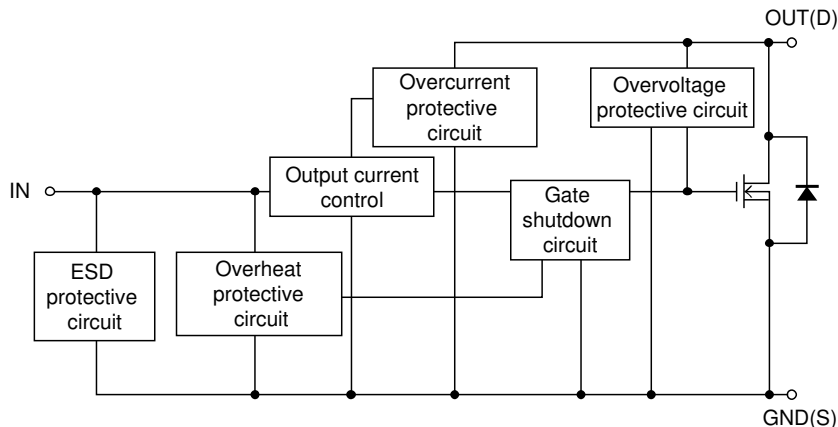 OUT(D)
Overcurrent
protective
circuit
Overvoltage
protective circuit
IN
Output current
control
Gate
shutdown
circuit
ESD
protective
circuit
Overheat
protective
circuit
GND(S)